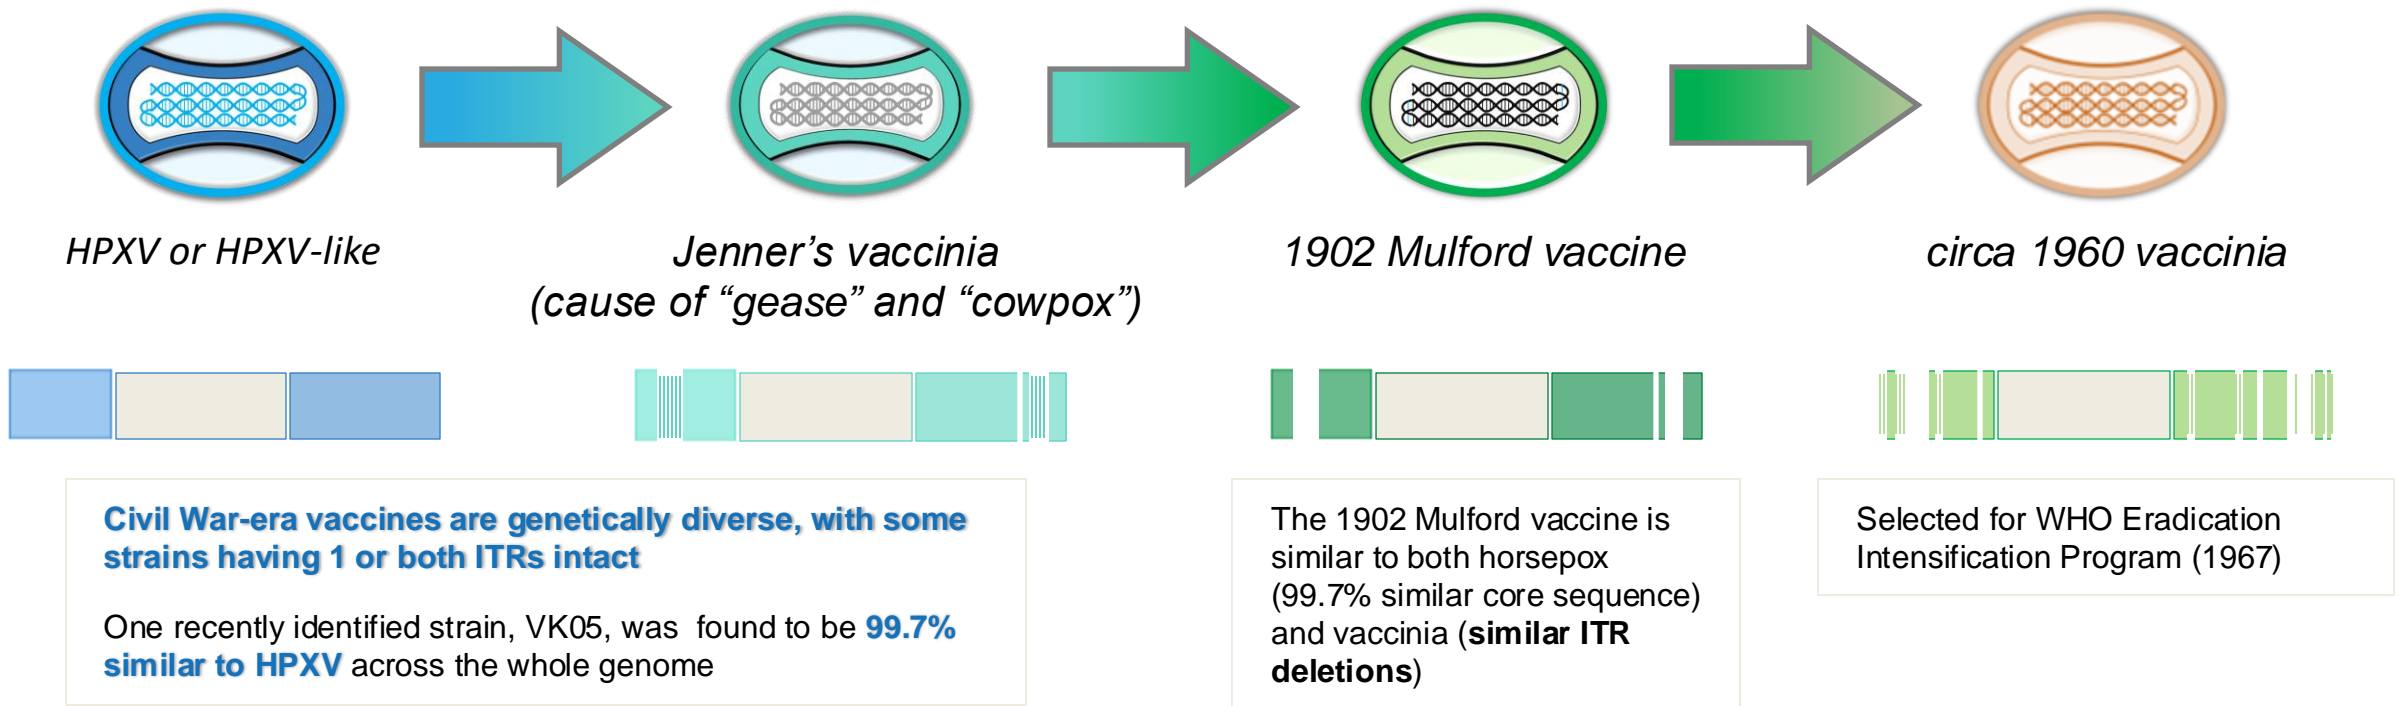 HPXV or HPXV-like
Jenner’s vaccinia
(cause of “gease” and “cowpox”)
1902 Mulford vaccine
circa 1960 vaccinia
Civil War-era vaccines are genetically diverse, with some
strains having 1 or both ITRs intact
One recently identified strain, VK05, was  found to be 99.7%
similar to HPXV across the whole genome
The 1902 Mulford vaccine is
similar to both horsepox
(99.7% similar core sequence)
and vaccinia (similar ITR
deletions)
Selected for WHO Eradication
Intensification Program (1967)